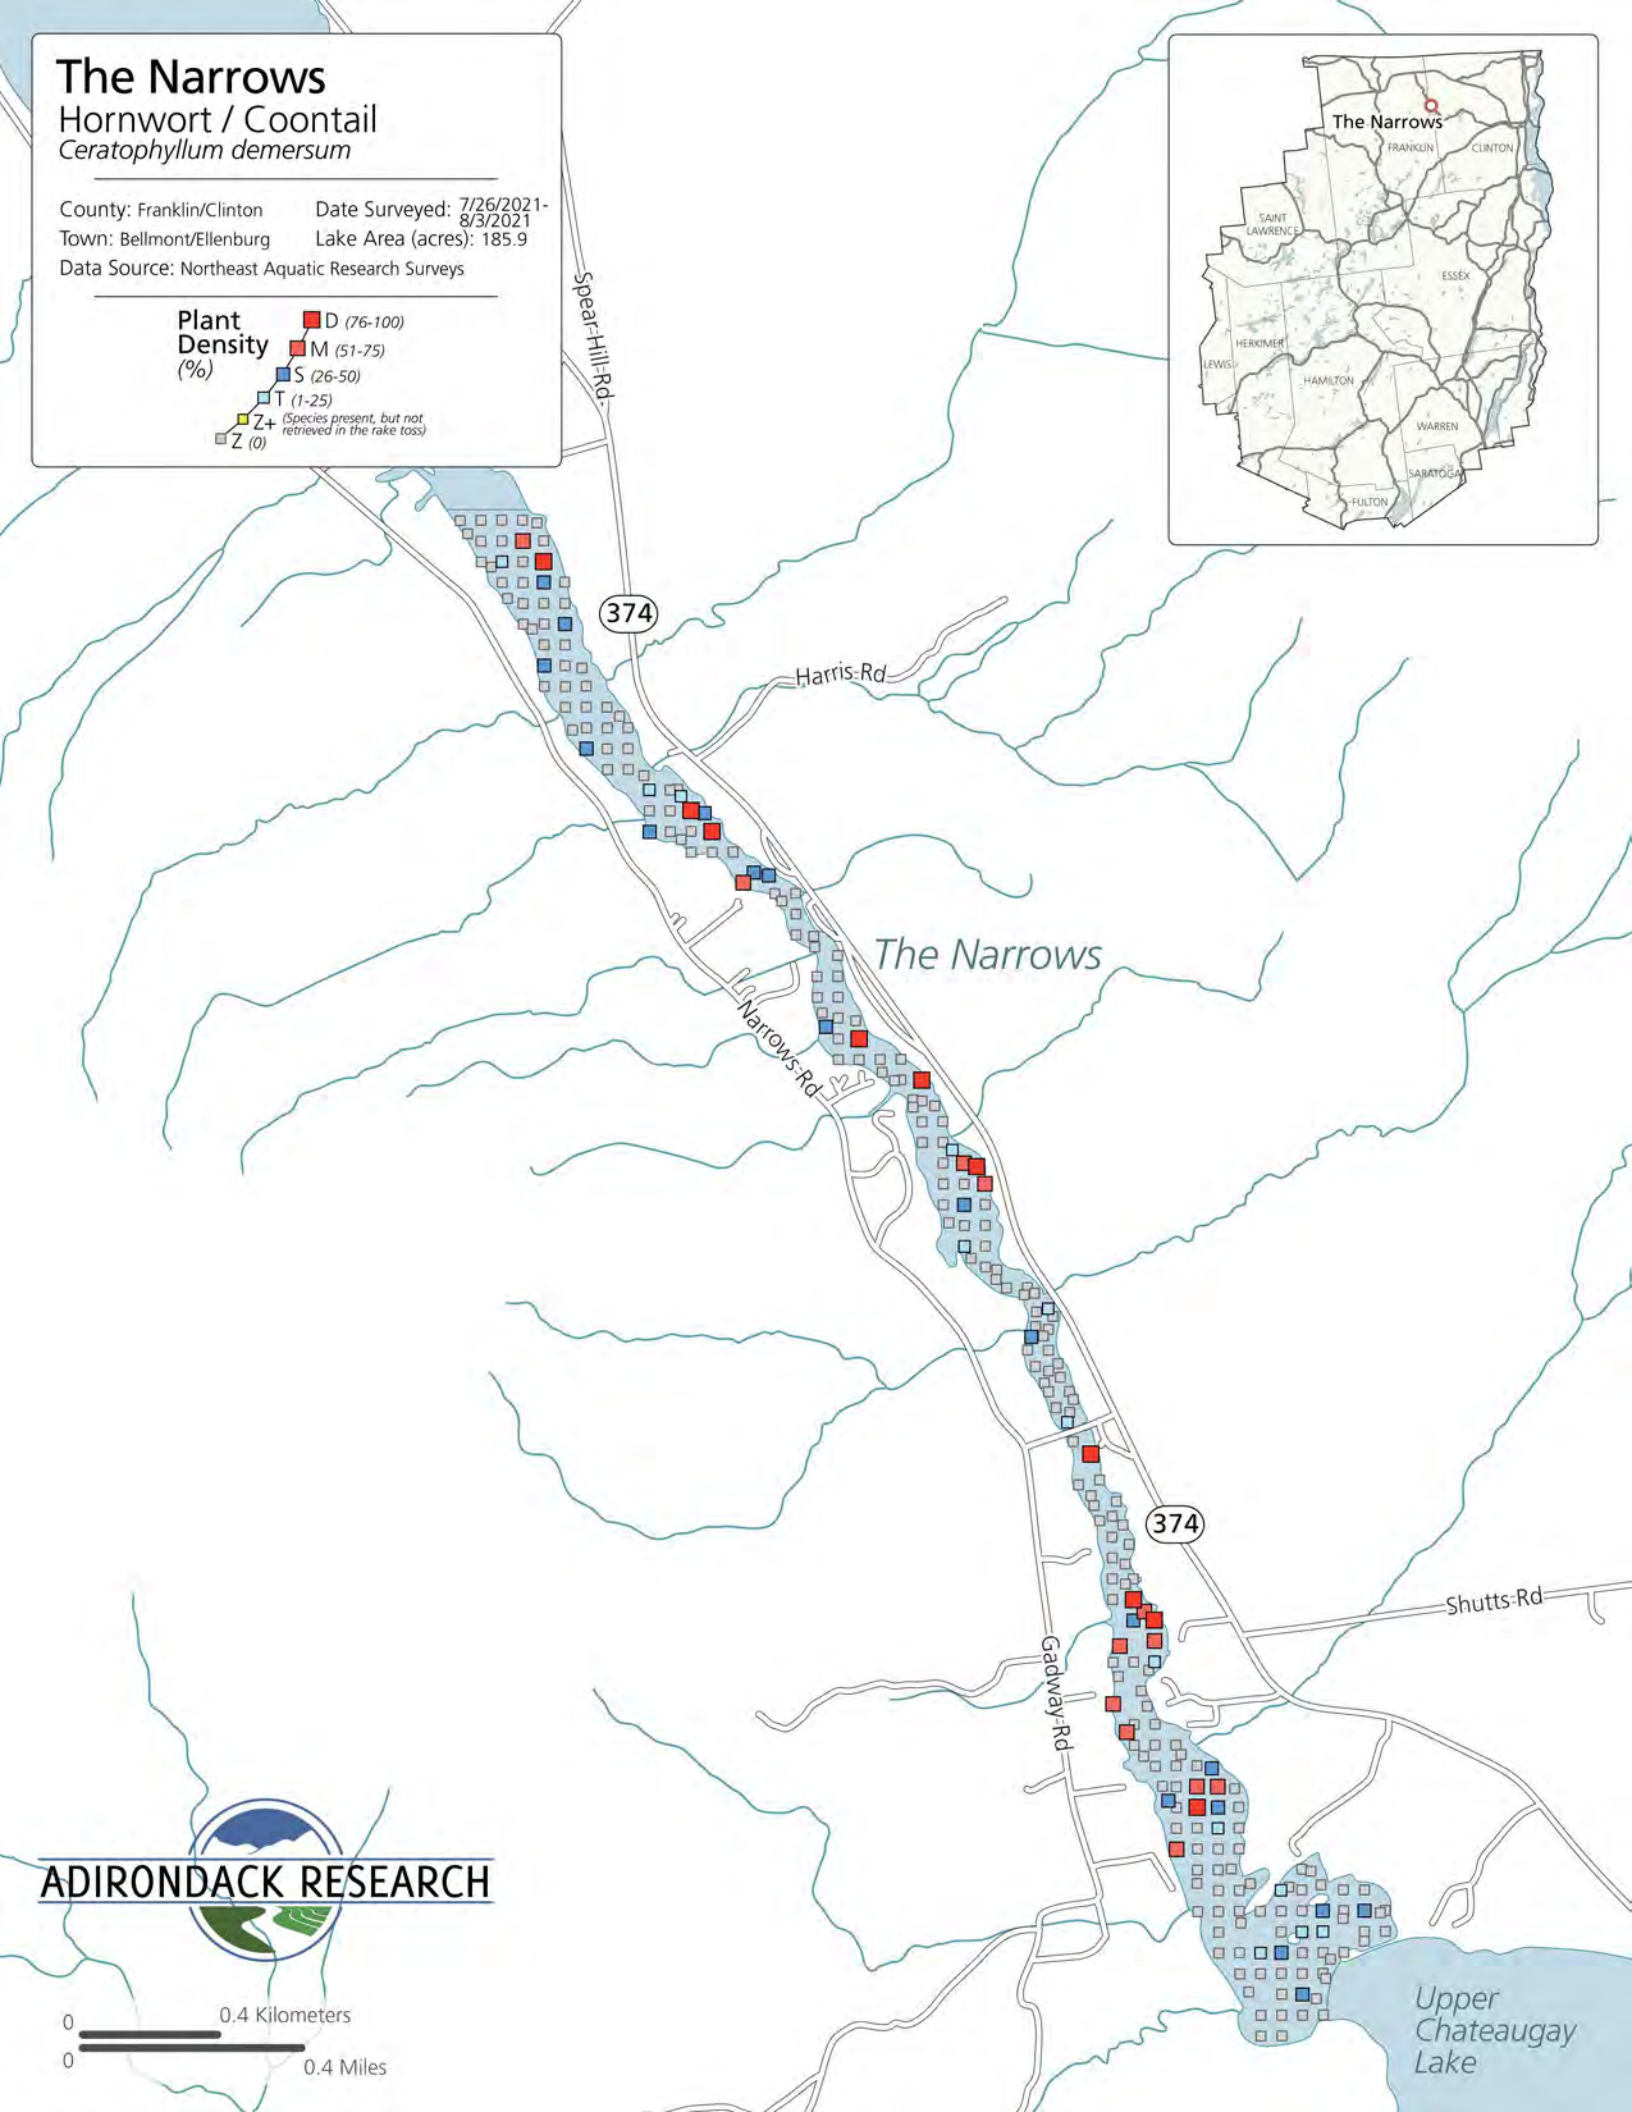 The Narrows
Hornwort / Coontail
Ceratophyllum demersum
County: Franklin/Clinton
Date Surveyed: 7/26/2021-
8/3/2021
Town: Bellmont/Ellenburg
Lake Area (acres): 185.9
Data Source: Northeast Aquatic Research Surveys
Plant
Density
(%)
D (76-100)
M (51-75)
S (26-50)
T (1-25)
Z+ (Species present, but not
retrieved in the rake toss)
Z (0)
The Narrows
FRANKLIN
CLINTON
SAINT
LAWRENCE
ESSEX
HERKIMER
LEWIS
HAMILTON
WARREN
SARATOGA
FULTON
Spear-Hill-Rd
374
Harris-Rd
The Narrows
Narrows-Rd
374
Shutts-Rd
Gadway-Rd
ADIRONDACK RESEARCH
0 0.4 Kilometers
0 0.4 Miles
Upper
Chateaugay
Lake